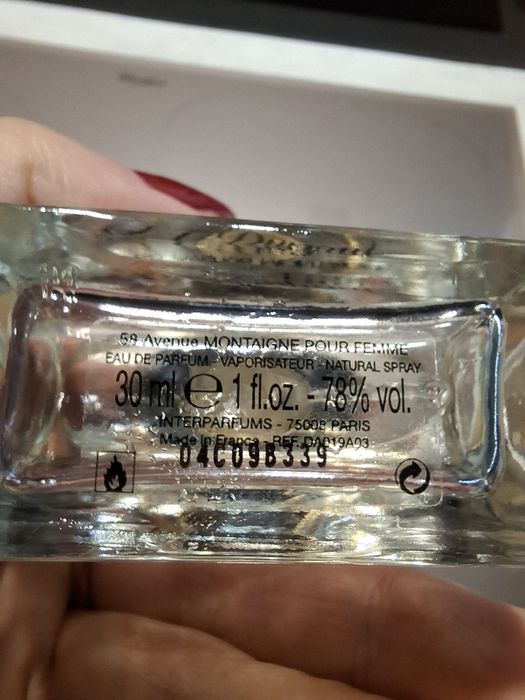 58 Avenue MONTAIGNE POUR FEMME
EAU DE PARFUM - VAPORISATEUR - NATURAL SPRAY
30 ml ℮ 1 fl.oz. - 78% vol.
INTERPARFUMS - 75008 PARIS
Made in France - REF. DA019A03
04C09B339